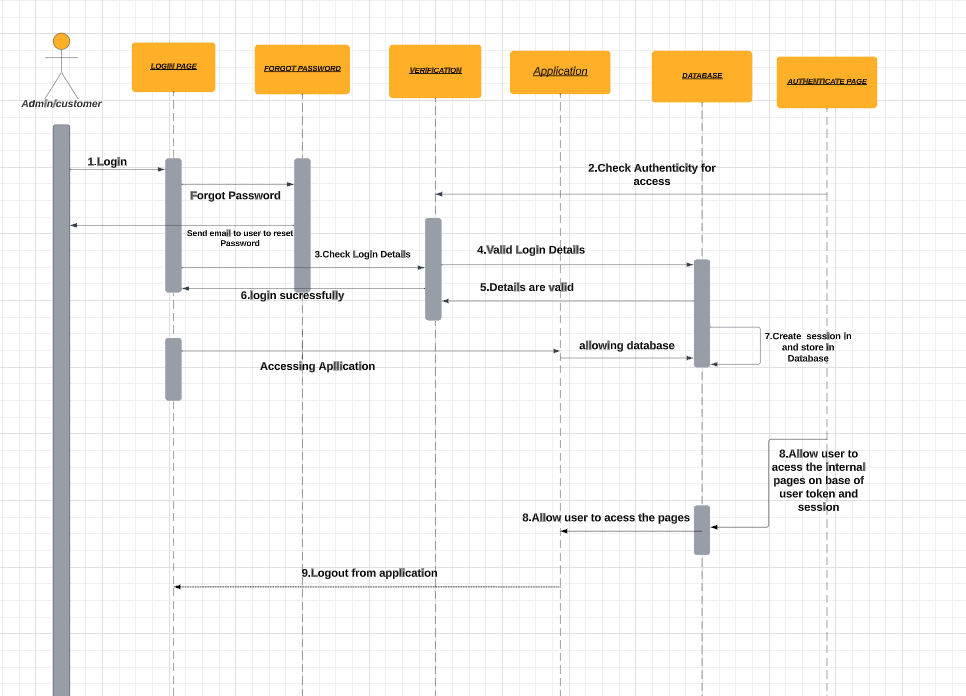 LOGIN PAGE
FORGOT PASSWORD
VERIFICATION
Application
DATABASE
AUTHENTICATE PAGE
Admin/customer
1.Login
2.Check Authenticity for
access
Forgot Password
Send email to user to reset
Password
3.Check Login Details
4.Valid Login Details
5.Details are valid
6.login sucressfully
7.Create session in
and store in
Database
allowing database
Accessing Apllication
8.Allow user to
acess the internal
pages on base of
user token and
session
8.Allow user to acess the pages
9.Logout from application